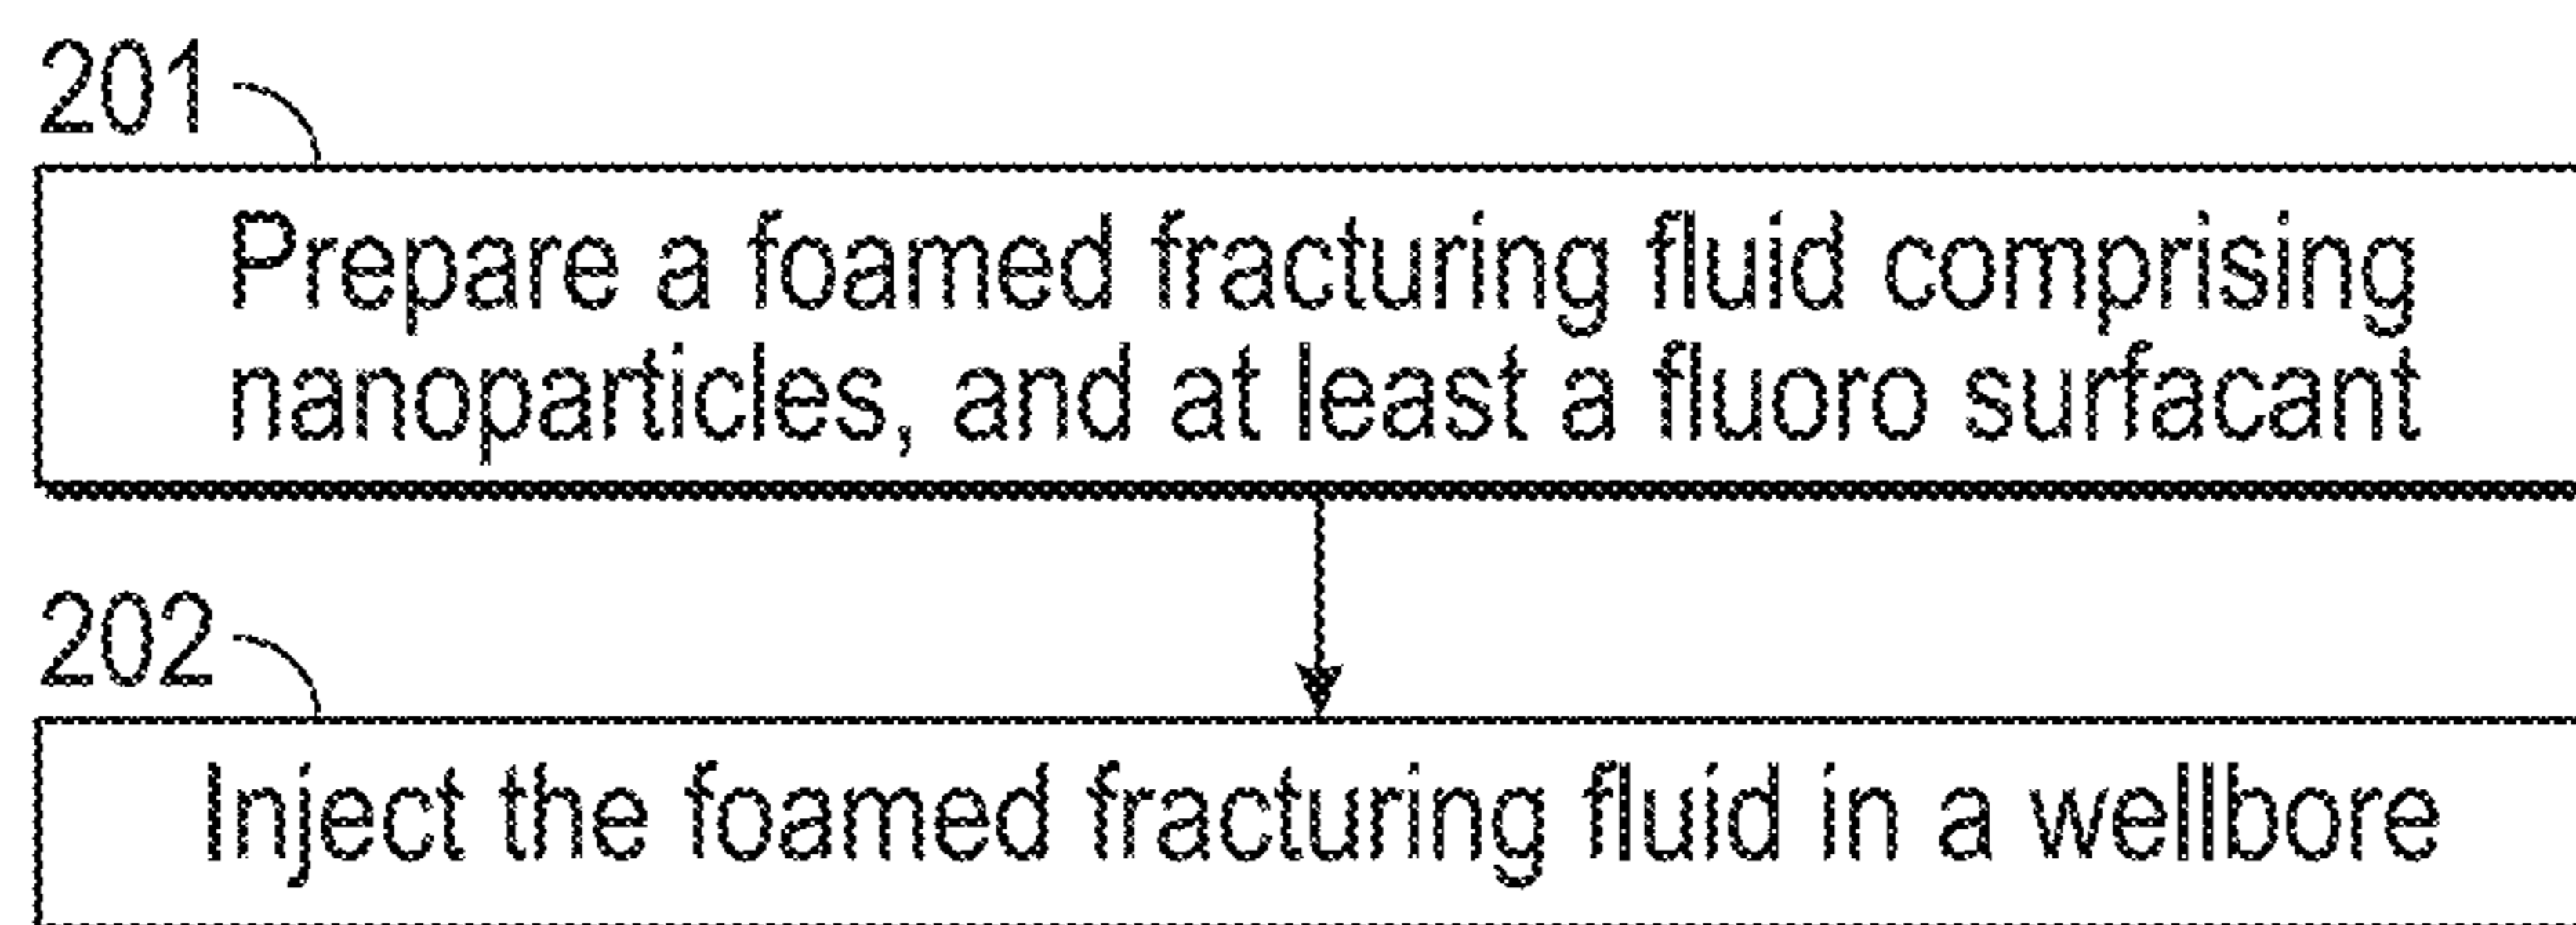 201
Prepare a foamed fracturing fluid comprising
nanoparticles, and at least a fluoro surfacant
202
Inject the foamed fracturing fluid in a wellbore